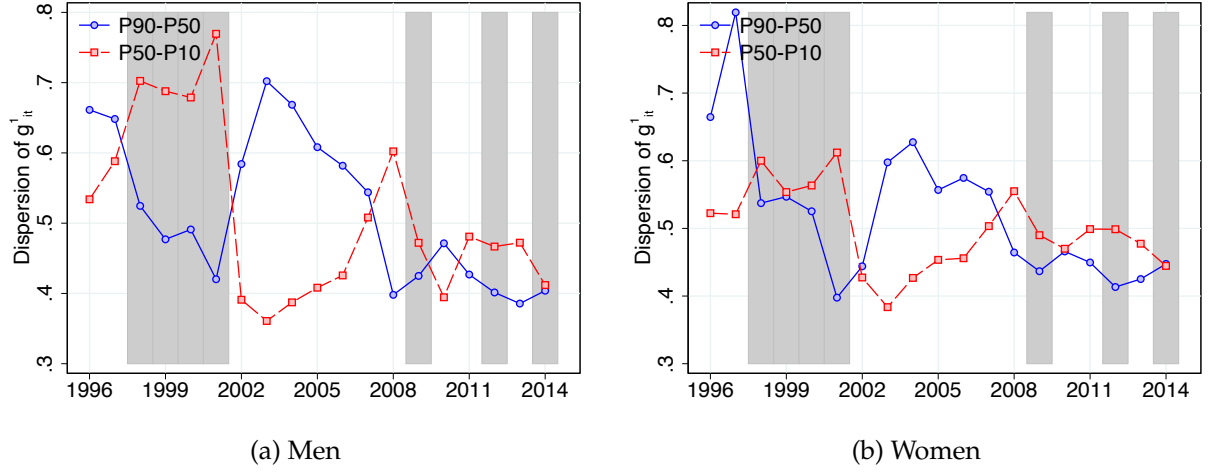 P90-P50
P50-P10
Dispersion of g¹it
.8
.7
.6
.5
.4
.3
1996 1999 2002 2005 2008 2011 2014
(a) Men
P90-P50
P50-P10
Dispersion of g¹it
.8
.7
.6
.5
.4
.3
1996 1999 2002 2005 2008 2011 2014
(b) Women